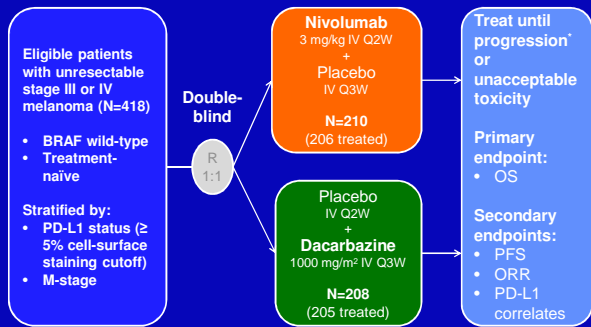 Eligible patients
with unresectable
stage III or IV
melanoma (N=418)
• BRAF wild-type
• Treatment-
naïve
Stratified by:
• PD-L1 status (≥
5% cell-surface
staining cutoff)
• M-stage
Double-
blind
R
1:1
Nivolumab
3 mg/kg IV Q2W
+
Placebo
IV Q3W
N=210
(206 treated)
Placebo
IV Q2W
+
Dacarbazine
1000 mg/m² IV Q3W
N=208
(205 treated)
Treat until
progression*
or
unacceptable
toxicity
Primary
endpoint:
• OS
Secondary
endpoints:
• PFS
• ORR
• PD-L1
correlates